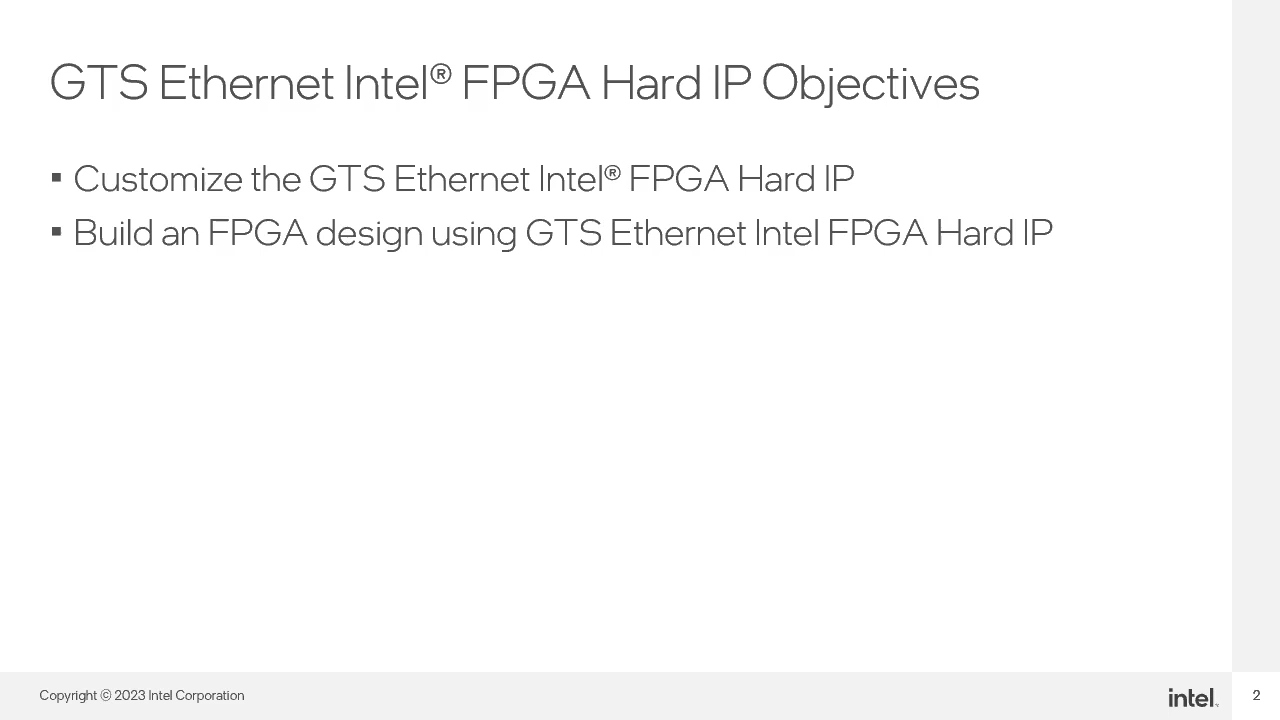 GTS Ethernet Intel® FPGA Hard IP Objectives
▪ Customize the GTS Ethernet Intel® FPGA Hard IP
▪ Build an FPGA design using GTS Ethernet Intel FPGA Hard IP
Copyright © 2023 Intel Corporation
intel.
2